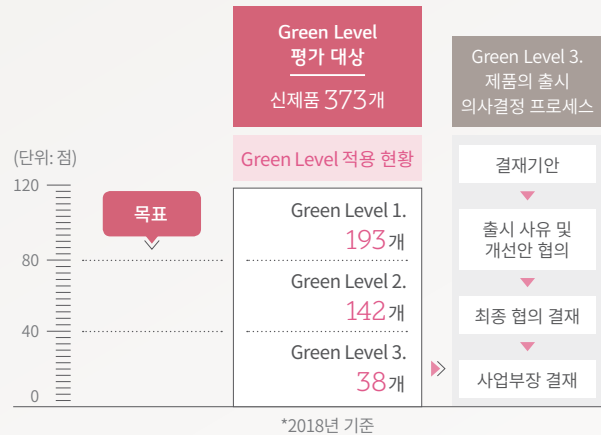 Green Level
평가 대상
신제품 373개
Green Level 3.
제품의 출시
의사결정 프로세스
(단위: 점)
120
80
40
0
목표
Green Level 적용 현황
Green Level 1.
193개
Green Level 2.
142개
Green Level 3.
38개
결재기안
출시 사유 및
개선안 협의
최종 협의 결재
사업부장 결재
*2018년 기준